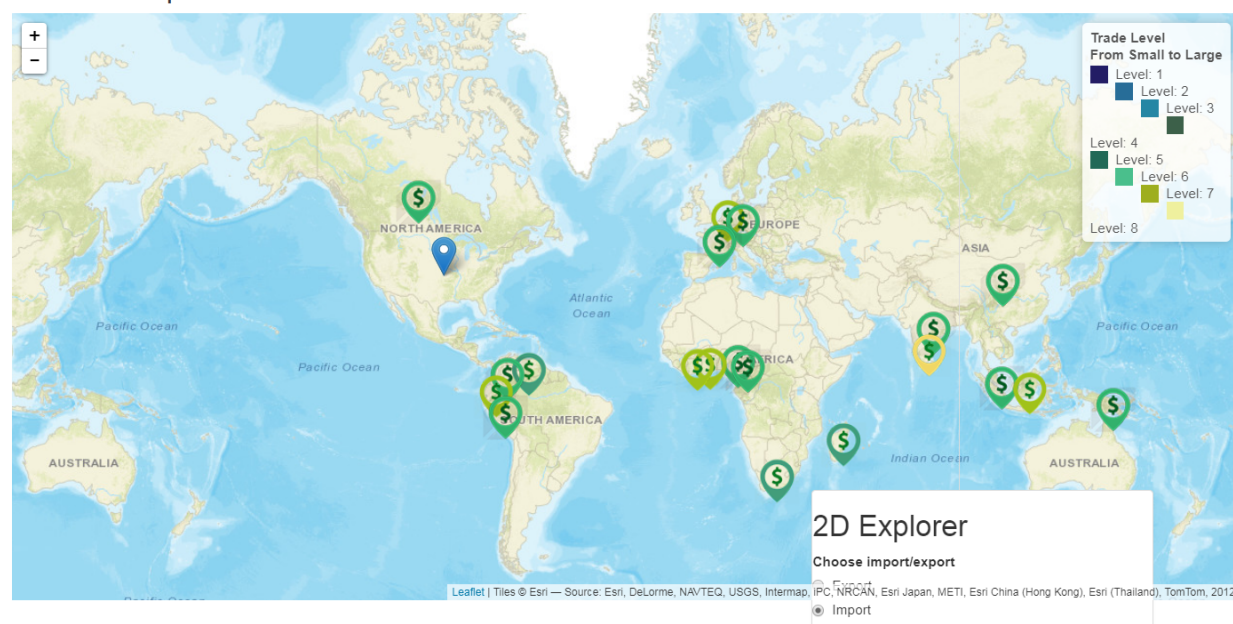 +
−
Trade Level
From Small to Large
Level: 1
Level: 2
Level: 3
Level: 4
Level: 5
Level: 6
Level: 7
Level: 8
NORTH AMERICA
EUROPE
ASIA
Atlantic
Ocean
Pacific Ocean
Pacific Ocean
Pacific Ocean
AFRICA
SOUTH AMERICA
Indian Ocean
AUSTRALIA
AUSTRALIA
2D Explorer
Choose import/export
Export
Leaflet | Tiles © Esri — Source: Esri, DeLorme, NAVTEQ, USGS, Intermap, iPC, NRCAN, Esri Japan, METI, Esri China (Hong Kong), Esri (Thailand), TomTom, 2012
Import